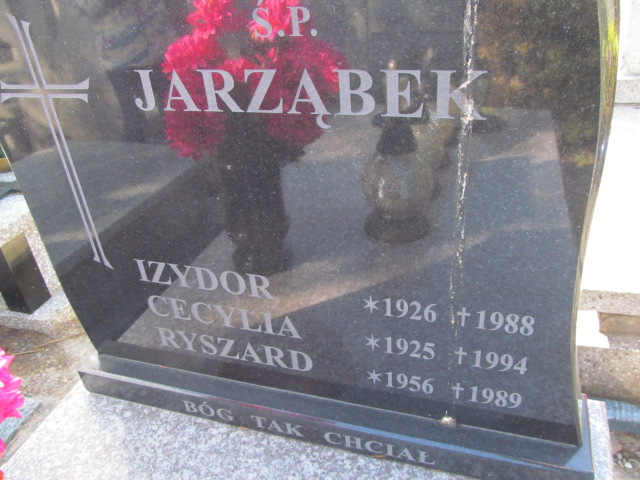 Ś.P.
JARZĄBEK
IZYDOR ✶1926 †1988
CECYLIA ✶1925 †1994
RYSZARD ✶1956 †1989
BÓG TAK CHCIAŁ